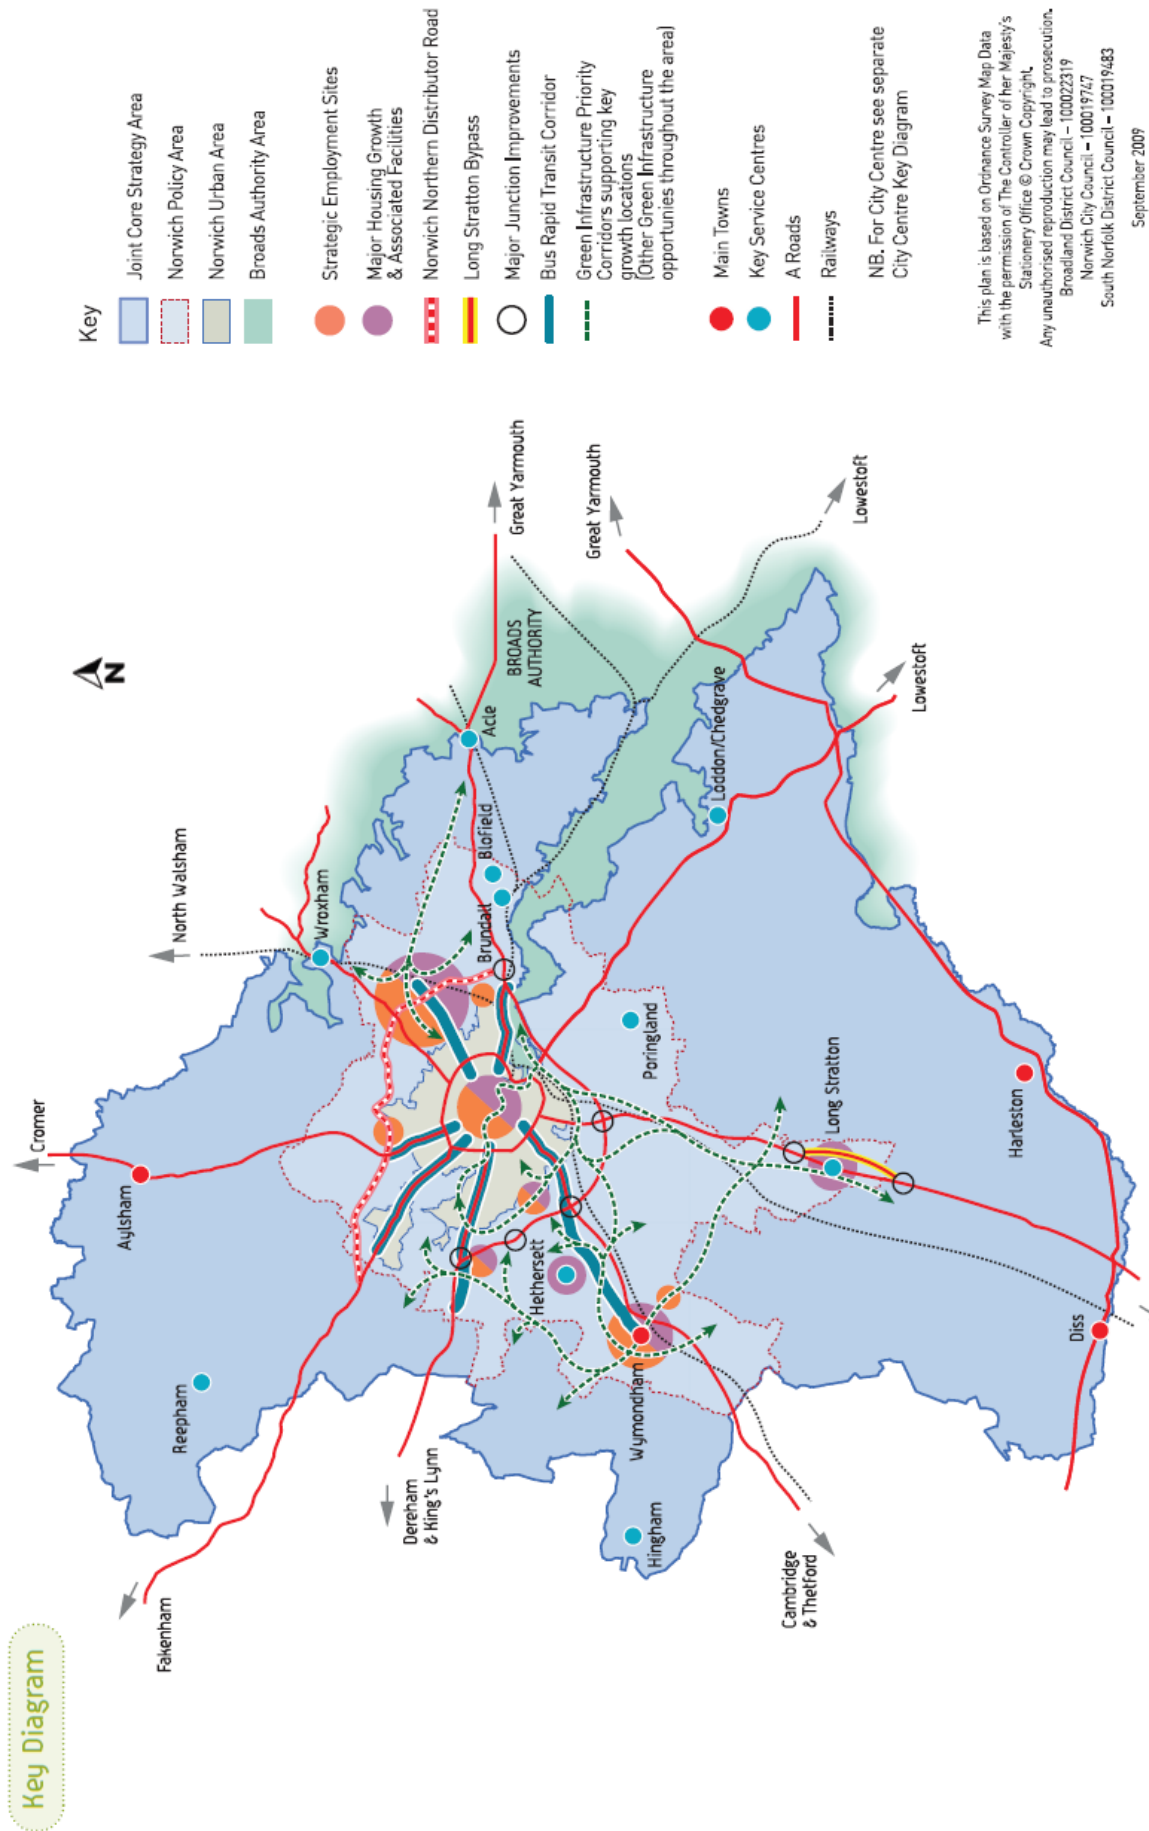 Key Diagram
N
Cromer
Aylsham
North Walsham
Wroxham
Reepham
Fakenham
Acle
Great Yarmouth
BROADS
AUTHORITY
Blofield
Brundall
Great Yarmouth
Dereham
& King's Lynn
Hethersett
Wymondham
Hingham
Cambridge
& Thetford
Poringland
Loddon/Chedgrave
Lowestoft
Lowestoft
Long Stratton
Harleston
Diss
Key
Joint Core Strategy Area
Norwich Policy Area
Norwich Urban Area
Broads Authority Area
Strategic Employment Sites
Major Housing Growth
& Associated Facilities
Norwich Northern Distributor Road
Long Stratton Bypass
Major Junction Improvements
Bus Rapid Transit Corridor
Green Infrastructure Priority
Corridors supporting key
growth locations
(Other Green Infrastructure
opportunies throughout the area)
Main Towns
Key Service Centres
A Roads
Railways
NB. For City Centre see separate
City Centre Key Diagram
This plan is based on Ordnance Survey Map Data
with the permission of The Controller of her Majesty's
Stationery Office © Crown Copyright.
Any unauthorised reproduction may lead to prosecution.
Broadland District Council – 100022319
Norwich City Council – 100019747
South Norfolk District Council – 100019483
September 2009